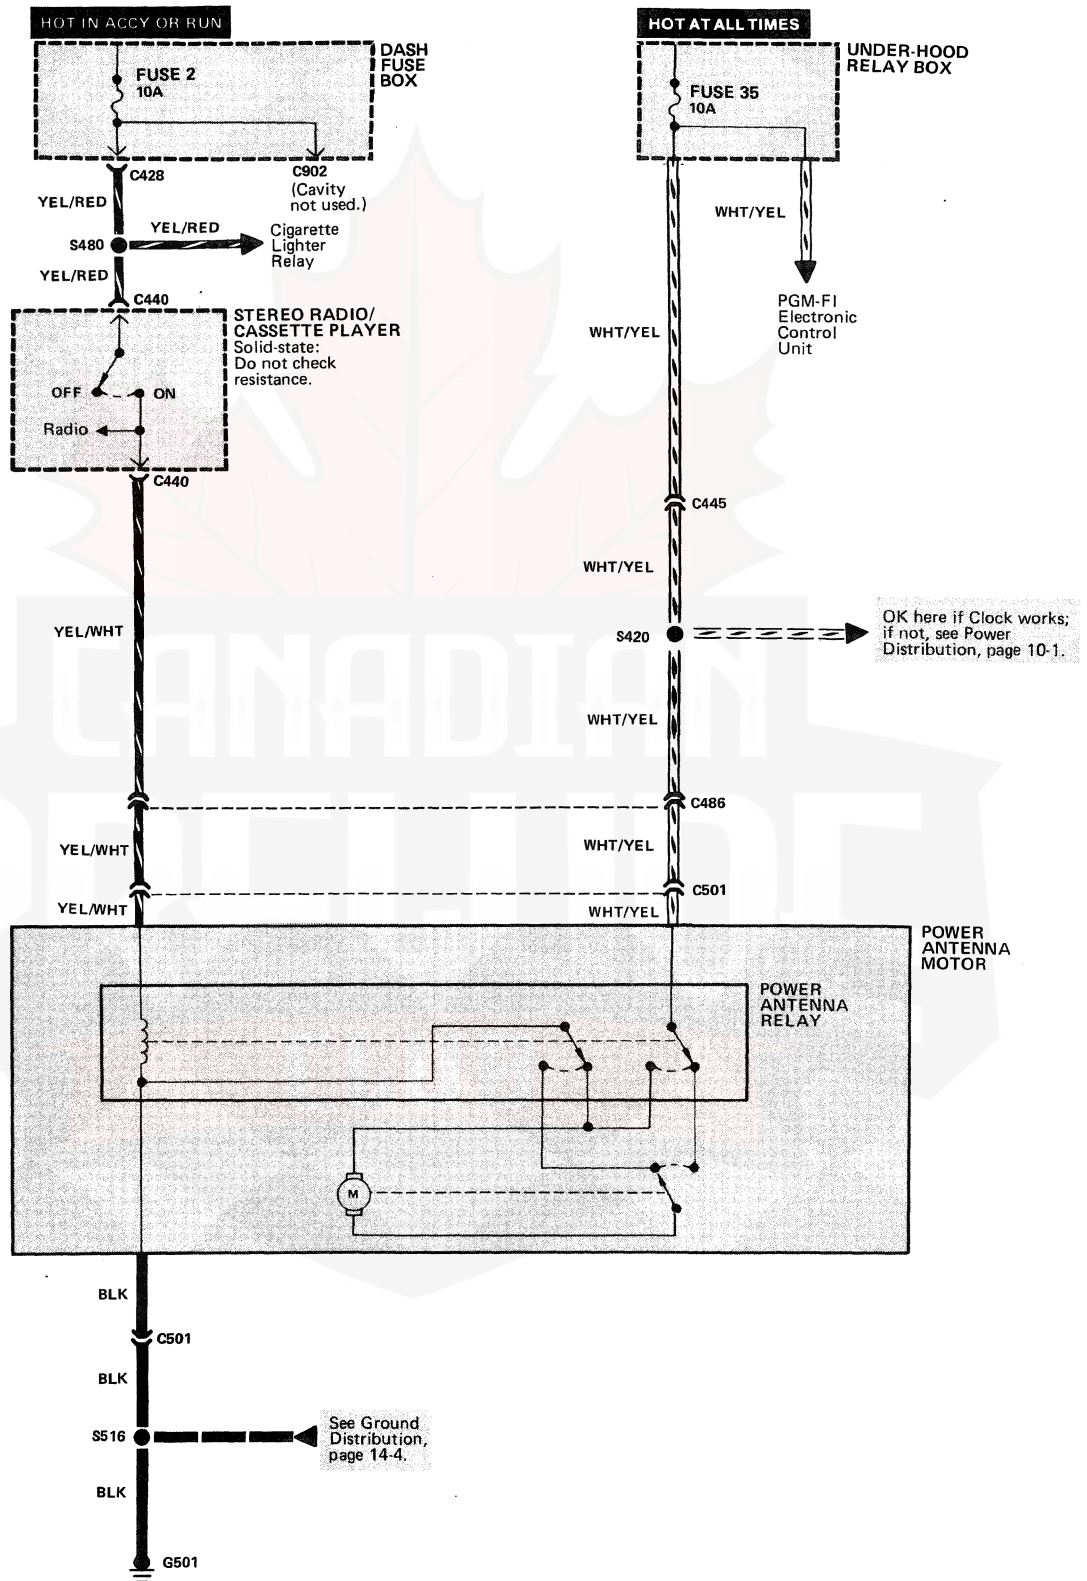 HOT IN ACCY OR RUN
HOT AT ALL TIMES
DASH
FUSE
BOX
FUSE 2
10A
UNDER-HOOD
RELAY BOX
FUSE 35
10A
C428
C902
(Cavity
not used.)
YEL/RED
YEL/RED
S480
Cigarette
Lighter
Relay
YEL/RED
C440
WHT/YEL
PGM-FI
Electronic
Control
Unit
STEREO RADIO/
CASSETTE PLAYER
Solid-state:
Do not check
resistance.
OFF
ON
Radio
C440
WHT/YEL
C445
WHT/YEL
YEL/WHT
S420
OK here if Clock works;
if not, see Power
Distribution, page 10-1.
CANADIAN
WHT/YEL
C486
YEL/WHT
WHT/YEL
C501
YEL/WHT
WHT/YEL
POWER
ANTENNA
MOTOR
POWER
ANTENNA
RELAY
M
BLK
C501
BLK
S516
See Ground
Distribution,
page 14-4.
BLK
G501